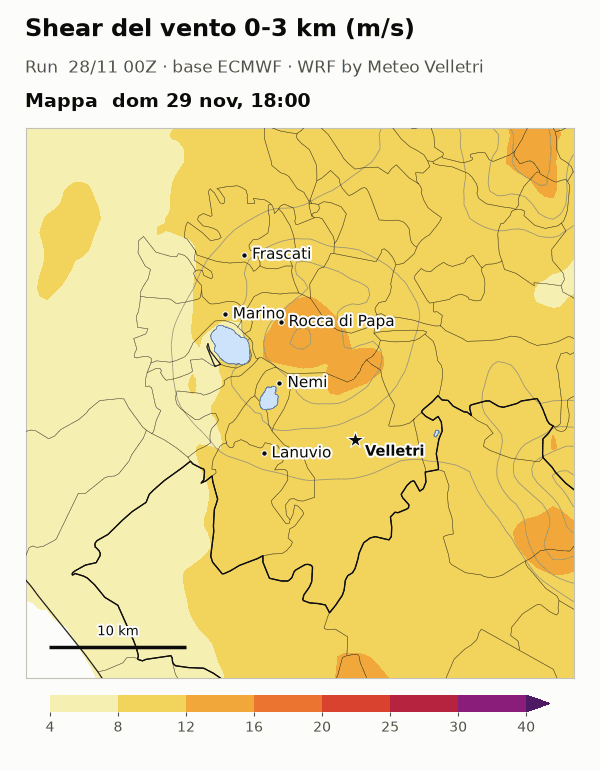 Shear del vento 0-3 km (m/s)
Run  28/11 00Z · base ECMWF · WRF by Meteo Velletri
Mappa  dom 29 nov, 18:00
Frascati
Marino
Rocca di Papa
Nemi
Velletri
Lanuvio
10 km
4 8 12 16 20 25 30 40